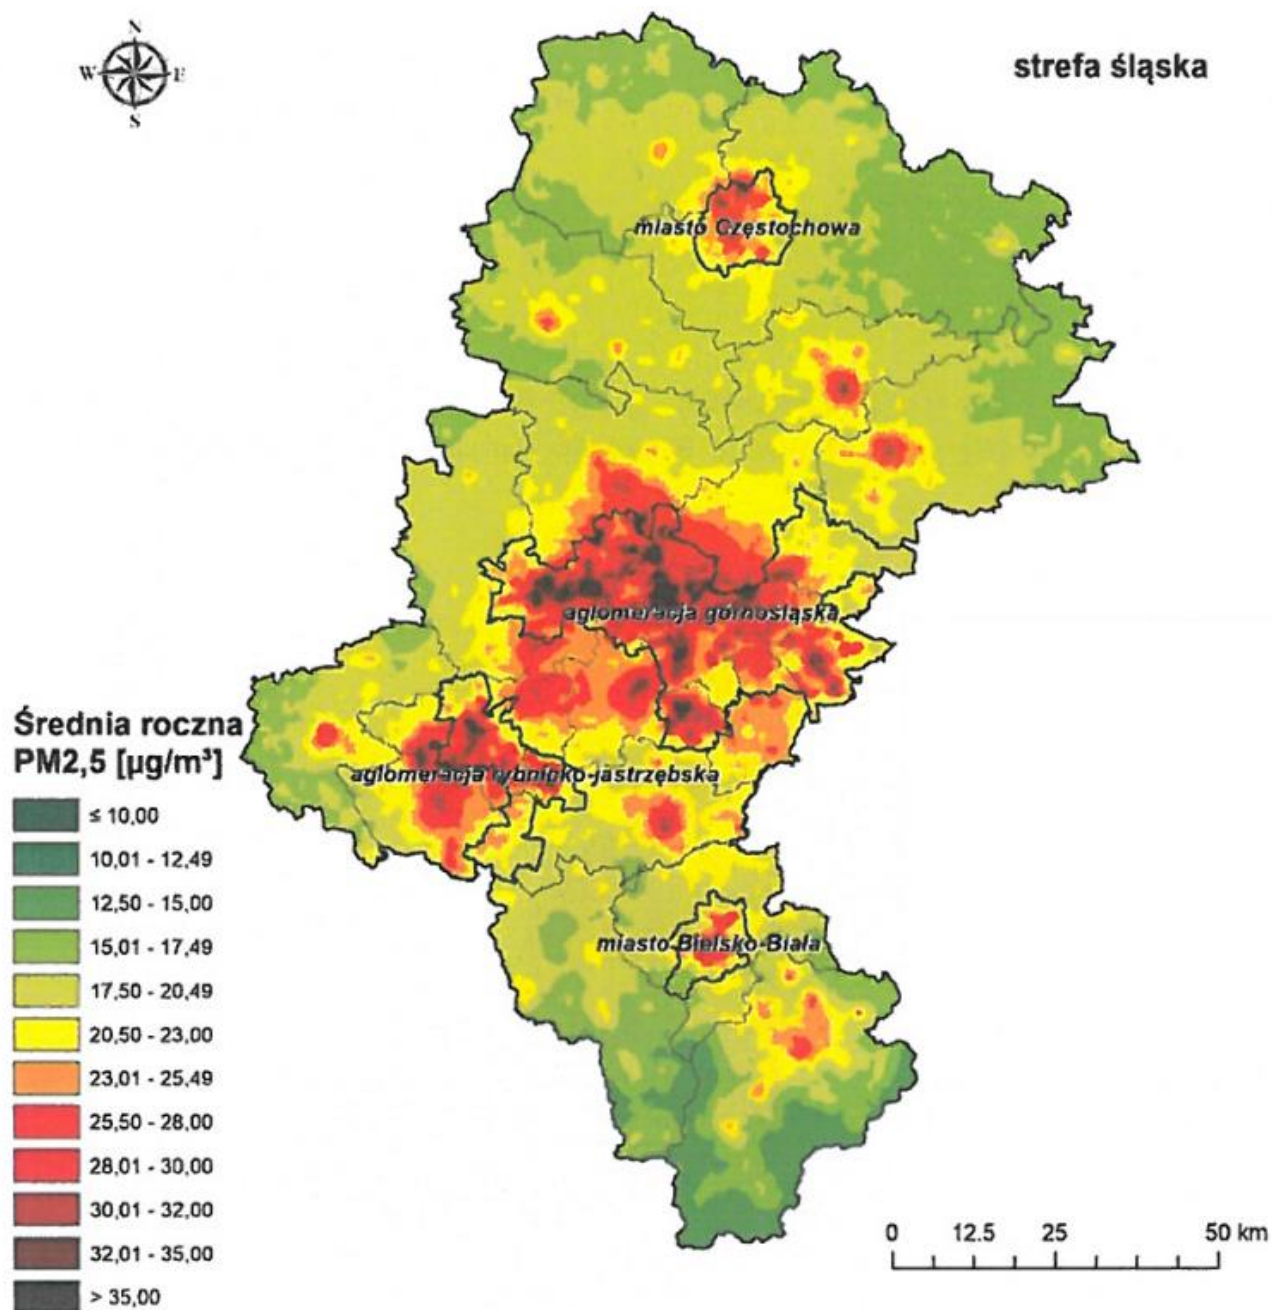 N
W E
S
strefa śląska
miasto Częstochowa
aglomeracja górnośląska
aglomeracja rybnicko-jastrzębska
miasto Bielsko-Biała
Średnia roczna
PM2,5 [µg/m³]
≤ 10,00
10,01 - 12,49
12,50 - 15,00
15,01 - 17,49
17,50 - 20,49
20,50 - 23,00
23,01 - 25,49
25,50 - 28,00
28,01 - 30,00
30,01 - 32,00
32,01 - 35,00
> 35,00
0 12.5 25 50 km